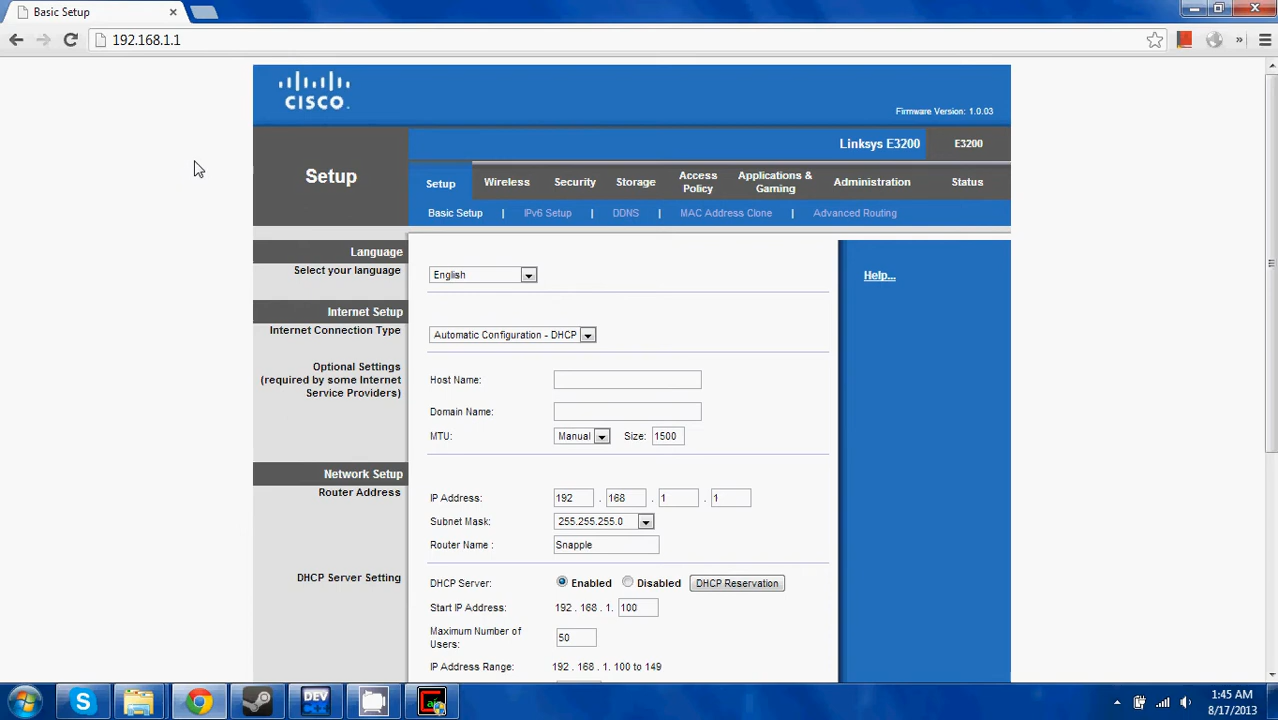 Basic Setup
192.168.1.1
CISCO.
Firmware Version: 1.0.03
Linksys E3200
E3200
Setup
Setup
Wireless
Security
Storage
Access
Policy
Applications &
Gaming
Administration
Status
Basic Setup | IPv6 Setup | DDNS | MAC Address Clone | Advanced Routing
Language
Select your language
English
Help...
Internet Setup
Internet Connection Type
Automatic Configuration - DHCP
Optional Settings
(required by some Internet
Service Providers)
Host Name:
Domain Name:
MTU: Manual Size: 1500
Network Setup
Router Address
IP Address: 192 . 168 . 1 . 1
Subnet Mask: 255.255.255.0
Router Name : Snapple
DHCP Server Setting
DHCP Server: Enabled Disabled DHCP Reservation
Start IP Address: 192 . 168 . 1. 100
Maximum Number of
Users: 50
IP Address Range: 192 . 168 . 1. 100 to 149
DEV
1:45 AM
8/17/2013